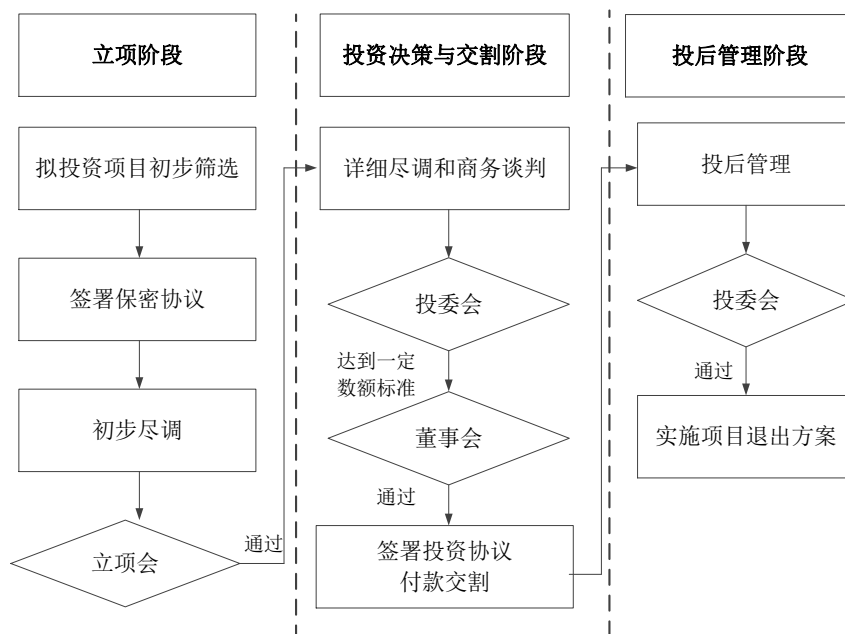 立项阶段
拟投资项目初步筛选
签署保密协议
初步尽调
立项会
通过
投资决策与交割阶段
详细尽调和商务谈判
投委会
达到一定
数额标准
董事会
通过
签署投资协议
付款交割
投后管理阶段
投后管理
投委会
通过
实施项目退出方案